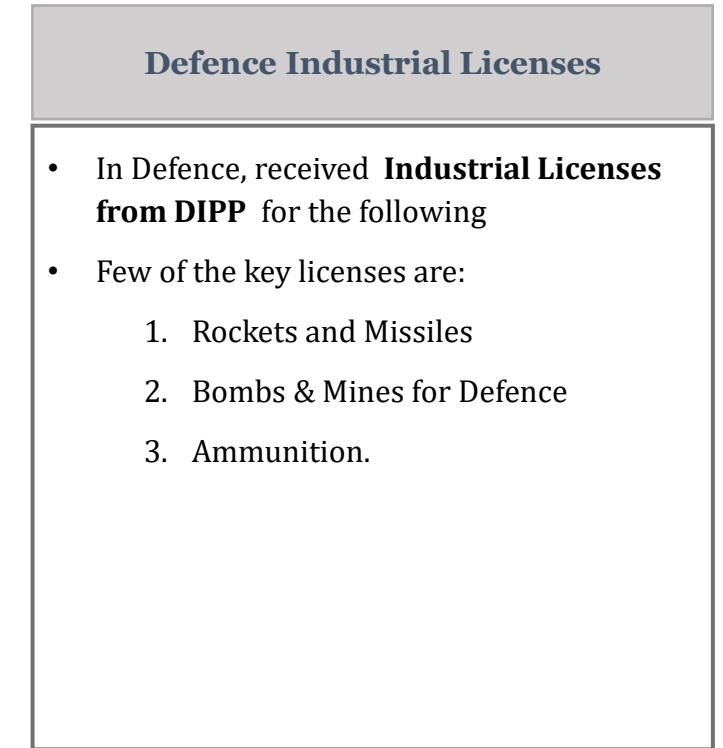 Defence Industrial Licenses
• In Defence, received Industrial Licenses
from DIPP for the following
• Few of the key licenses are:
1. Rockets and Missiles
2. Bombs & Mines for Defence
3. Ammunition.